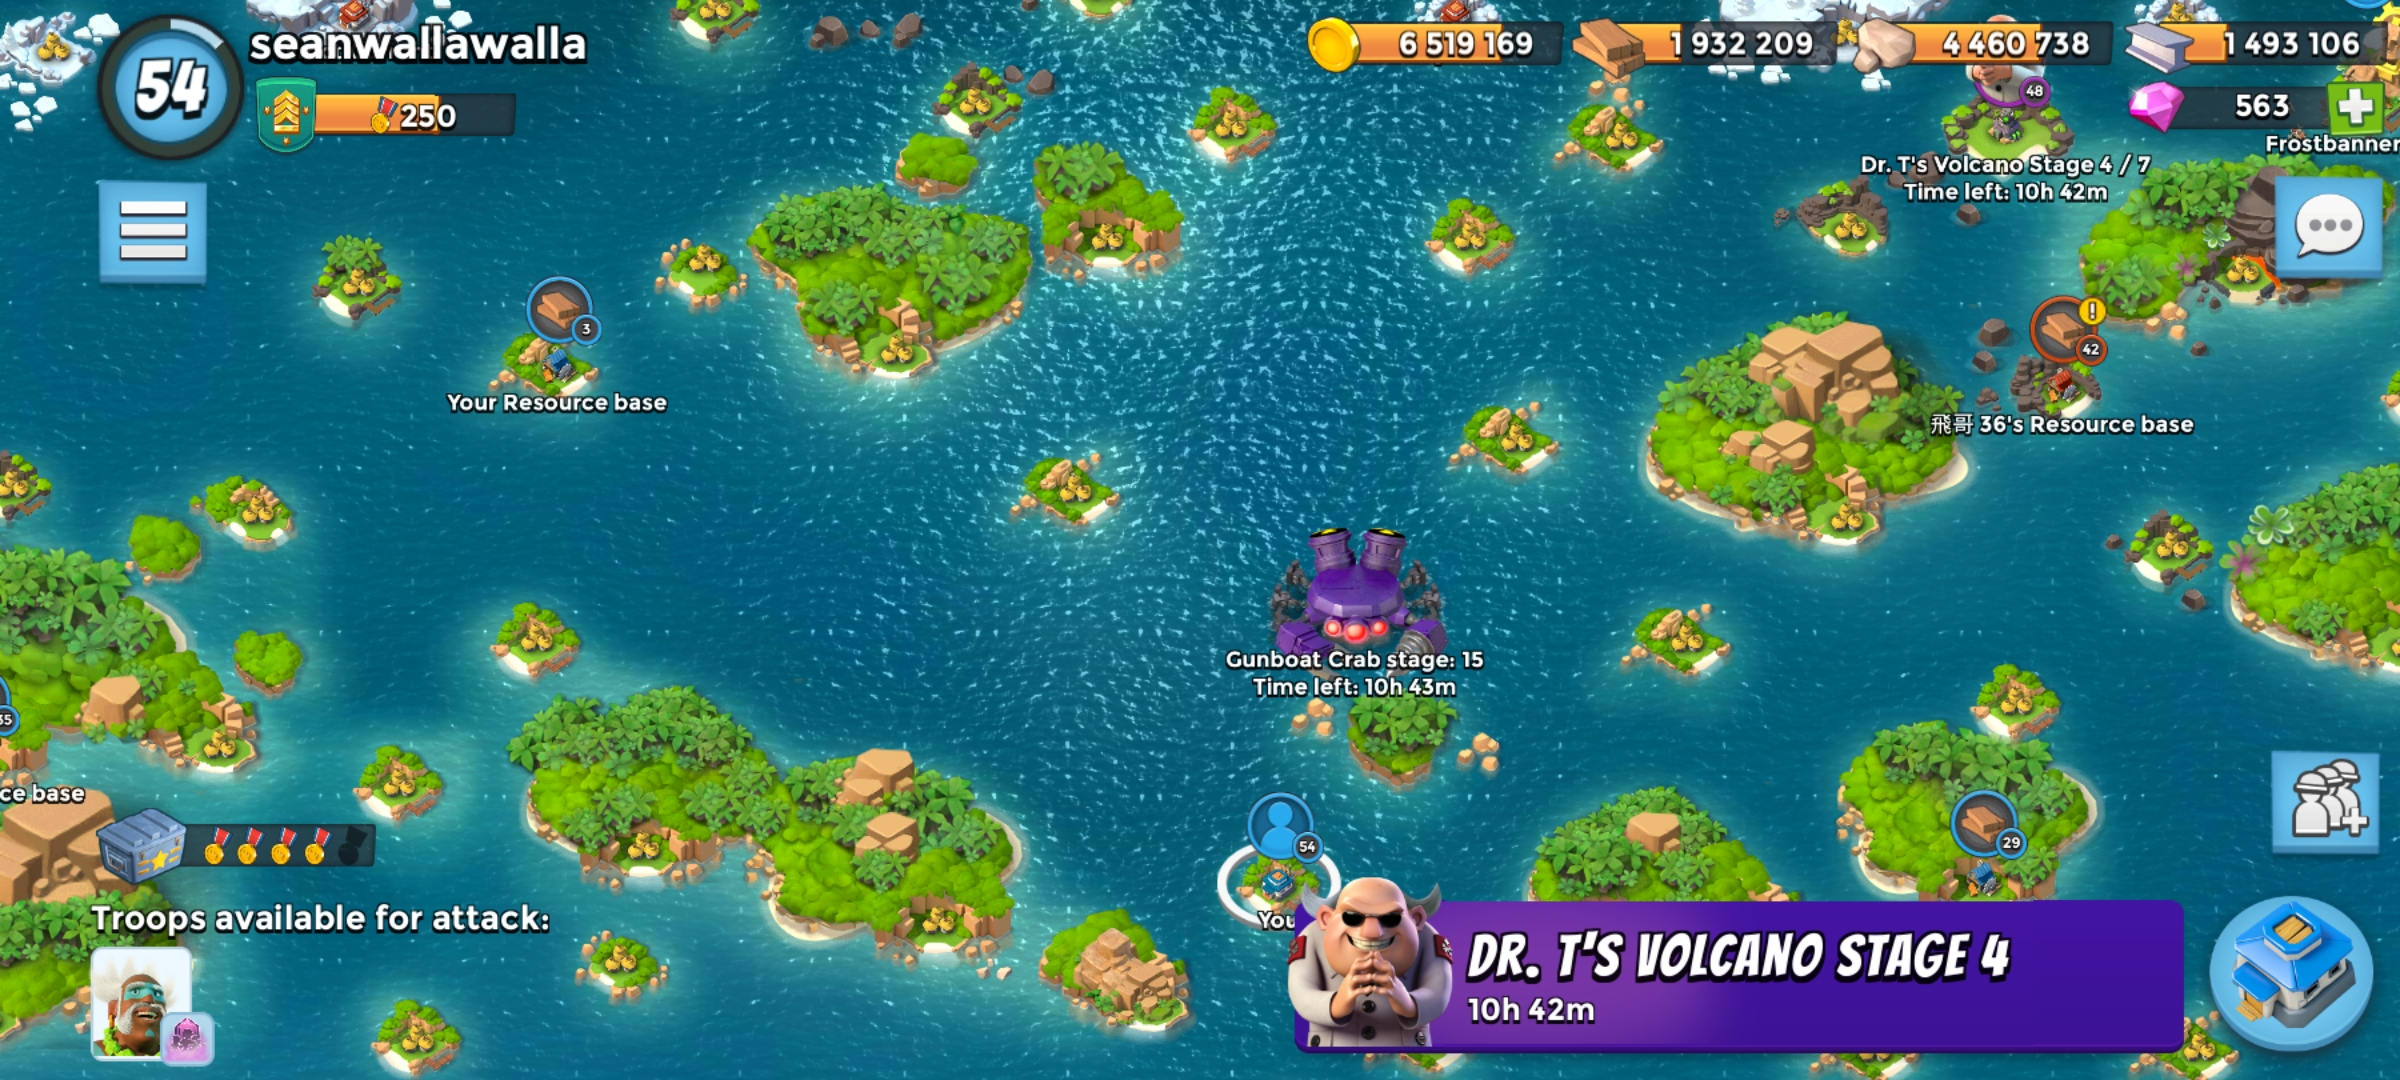 54
seanwallawalla
250
6 519 169
1 932 209
4 460 738
1 493 106
563
48
Frostbanner
Dr. T's Volcano Stage 4 / 7
Time left: 10h 42m
3
Your Resource base
42
飛哥 36's Resource base
Gunboat Crab stage: 15
Time left: 10h 43m
35
ce base
54
You
29
Troops available for attack:
DR. T'S VOLCANO STAGE 4
10h 42m